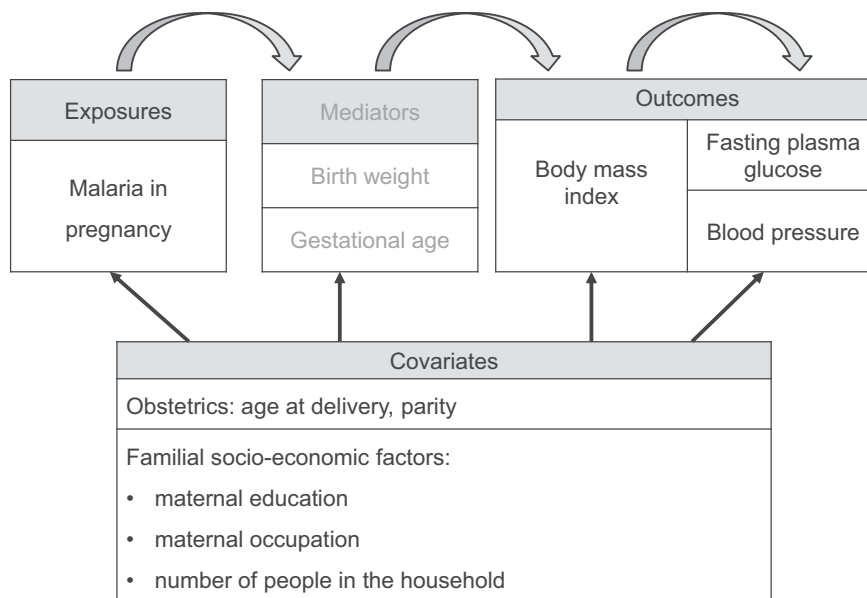 Exposures
Malaria in
pregnancy
Mediators
Birth weight
Gestational age
Outcomes
Body mass
index
Fasting plasma
glucose
Blood pressure
Covariates
Obstetrics: age at delivery, parity
Familial socio-economic factors:
• maternal education
• maternal occupation
• number of people in the household